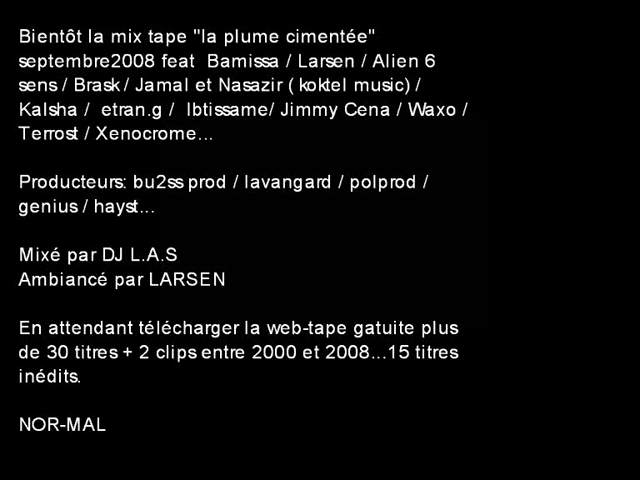 Bientôt la mix tape "la plume cimentée"
septembre2008 feat  Bamissa / Larsen / Alien 6
sens / Brask / Jamal et Nasazir ( koktel music) /
Kalsha /  etran.g /  Ibtissame/ Jimmy Cena / Waxo /
Terrost / Xenocrome...

Producteurs: bu2ss prod / lavangard / polprod /
genius / hayst...

Mixé par DJ L.A.S
Ambiancé par LARSEN

En attendant télécharger la web-tape gatuite plus
de 30 titres + 2 clips entre 2000 et 2008...15 titres
inédits.

NOR-MAL